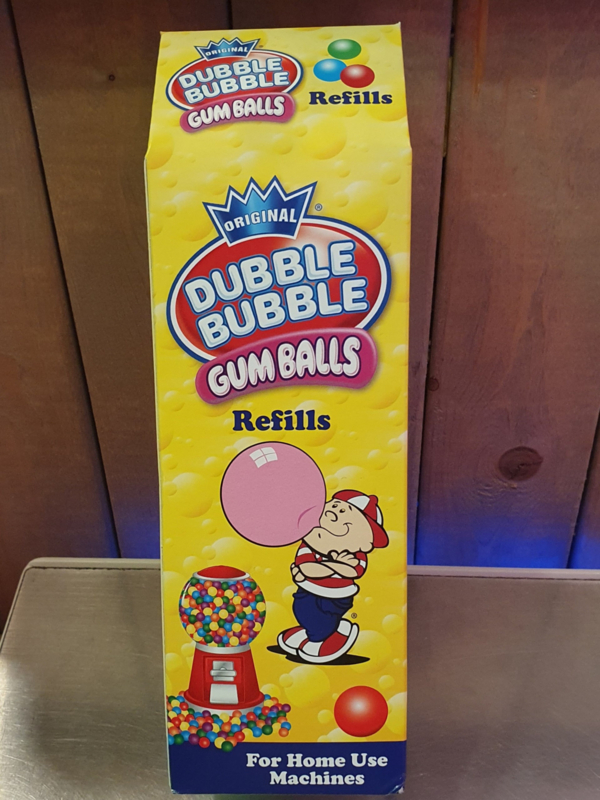 ORIGINAL
DUBBLE
BUBBLE
GUM BALLS
Refills
ORIGINAL
®
DUBBLE
BUBBLE
GUM BALLS
Refills
®
For Home Use
Machines